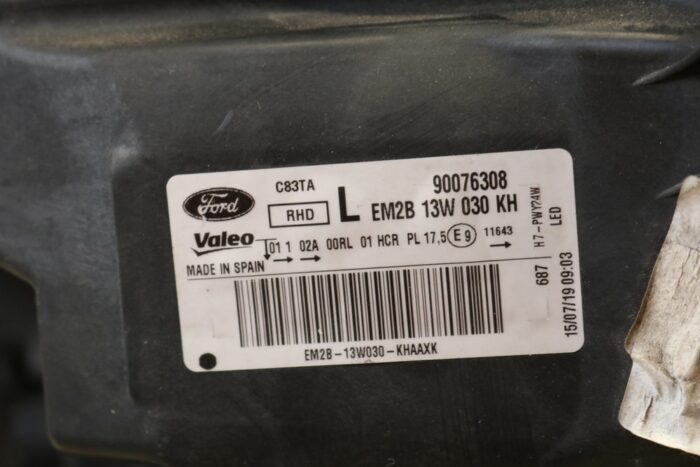 C83TA
90076308
Ford
RHD
L
EM2B 13W 030 KH
Valeo
01 1 02A 00RL 01 HCR PL 17,5 E9 11643
MADE IN SPAIN
EM2B-13W030-KHAAXK
687
H7-PWY24W
LED
15/07/19 09:03